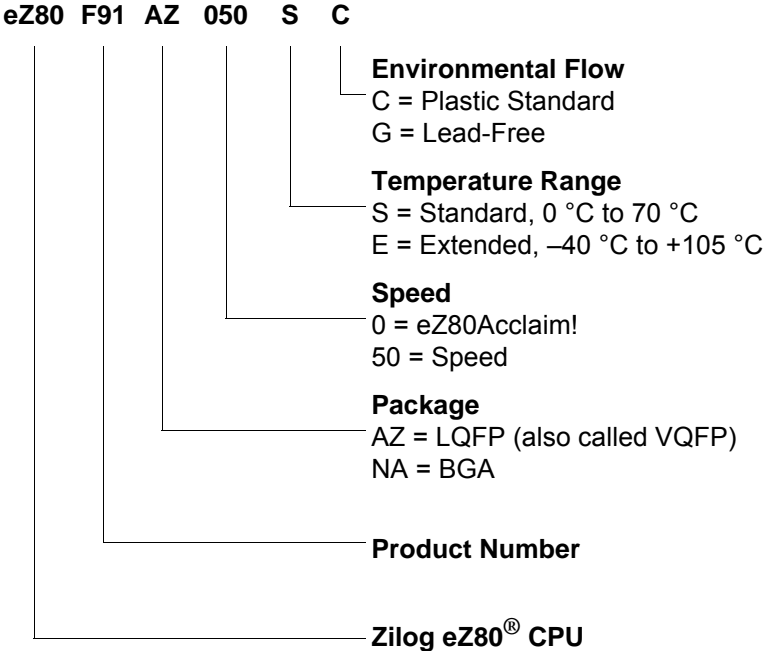 eZ80 F91 AZ 050 S C
Environmental Flow
C = Plastic Standard
G = Lead-Free
Temperature Range
S = Standard, 0 °C to 70 °C
E = Extended, –40 °C to +105 °C
Speed
0 = eZ80Acclaim!
50 = Speed
Package
AZ = LQFP (also called VQFP)
NA = BGA
Product Number
Zilog eZ80® CPU